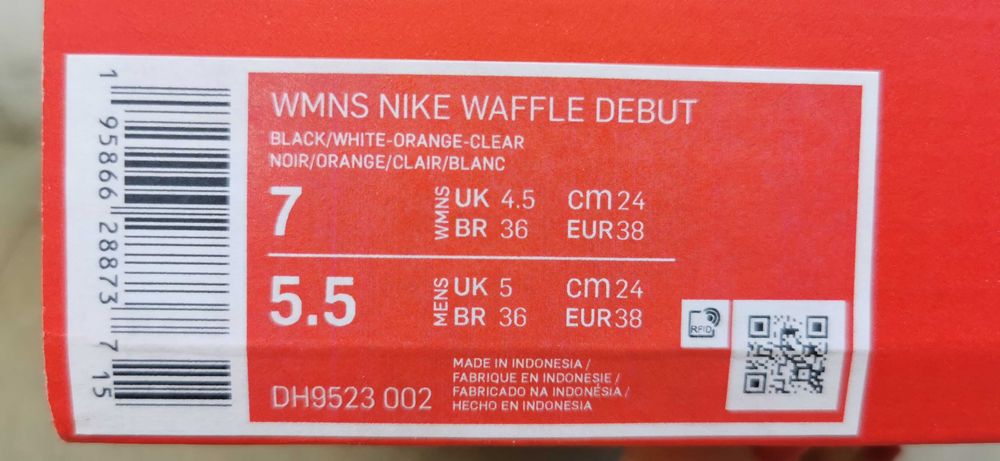 1 95866 28873 7 15
WMNS NIKE WAFFLE DEBUT
BLACK/WHITE-ORANGE-CLEAR
NOIR/ORANGE/CLAIR/BLANC
7 WMNS UK 4.5 cm 24
BR 36 EUR 38
5.5 MENS UK 5 cm 24
BR 36 EUR 38
RFID
MADE IN INDONESIA /
FABRIQUE EN INDONÉSIE /
FABRICADO NA INDONÉSIA /
HECHO EN INDONESIA
DH9523 002